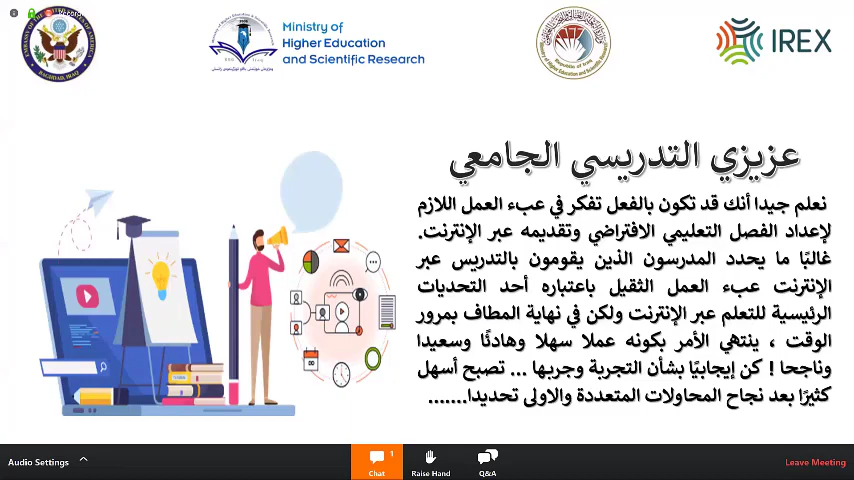 Ministry of
Higher Education
and Scientific Research
IREX
عزيزي التدريسي الجامعي
نعلم جيدا أنك قد تكون بالفعل تفكر في عبء العمل اللازم
لإعداد الفصل التعليمي الافتراضي وتقديمه عبر الإنترنت.
غالبًا ما يحدد المدرسون الذين يقومون بالتدريس عبر
الإنترنت عبء العمل الثقيل باعتباره أحد التحديات
الرئيسية للتعلم عبر الإنترنت ولكن في نهاية المطاف بمرور
الوقت ، ينتهي الأمر بكونه عملا سهلا وهادئًا وسعيدا
وناجحا ! كن إيجابيًا بشأن التجربة وجربها ... تصبح أسهل
كثيرًا بعد نجاح المحاولات المتعددة والاولى تحديدا.......
Audio Settings
Chat
1
Raise Hand
Q&A
Leave Meeting